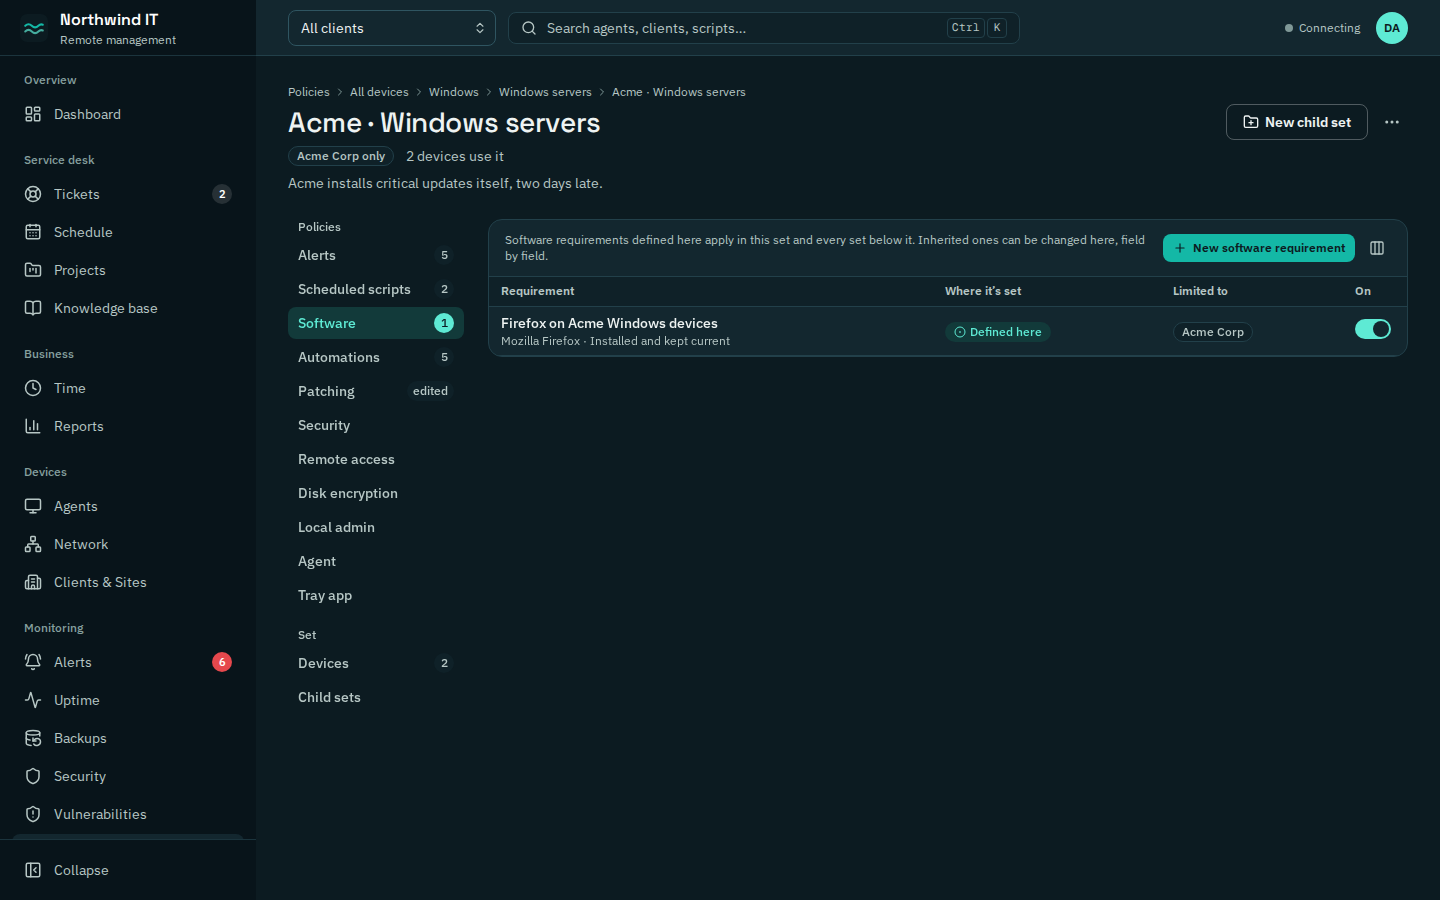 Northwind IT
Remote management
All clients
Search agents, clients, scripts...
Ctrl K
Connecting
DA
Overview
Dashboard
Service desk
Tickets 2
Schedule
Projects
Knowledge base
Business
Time
Reports
Devices
Agents
Network
Clients & Sites
Monitoring
Alerts 6
Uptime
Backups
Security
Vulnerabilities
Collapse
Policies > All devices > Windows > Windows servers > Acme · Windows servers
Acme · Windows servers
New child set
Acme Corp only
2 devices use it
Acme installs critical updates itself, two days late.
Policies
Alerts 5
Scheduled scripts 2
Software 1
Automations 5
Patching edited
Security
Remote access
Disk encryption
Local admin
Agent
Tray app
Set
Devices 2
Child sets
Software requirements defined here apply in this set and every set below it. Inherited ones can be changed here, field
by field.
New software requirement
Requirement Where it's set Limited to On
Firefox on Acme Windows devices
Mozilla Firefox · Installed and kept current
Defined here
Acme Corp